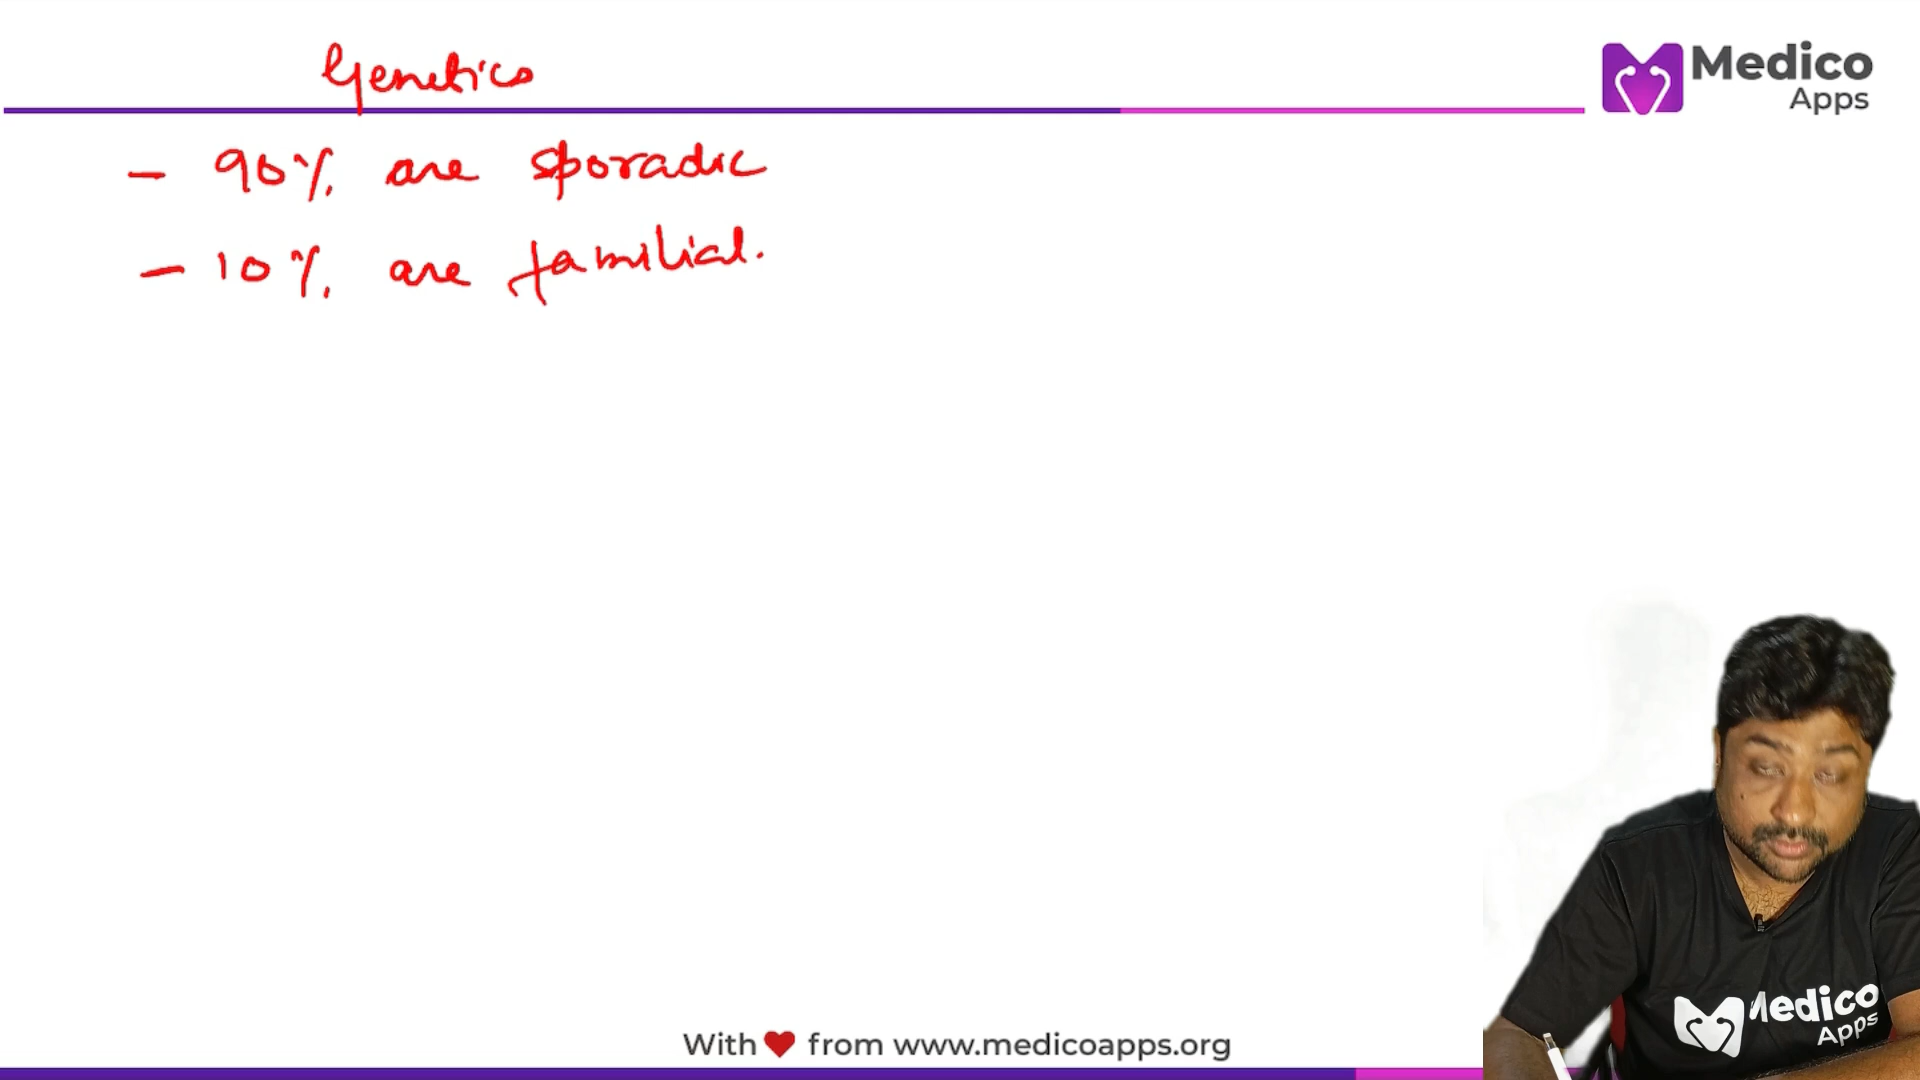 Genetics
Medico
Apps
- 90% are sporadic
- 10% are familial.
Medico
Apps
With ❤ from www.medicoapps.org